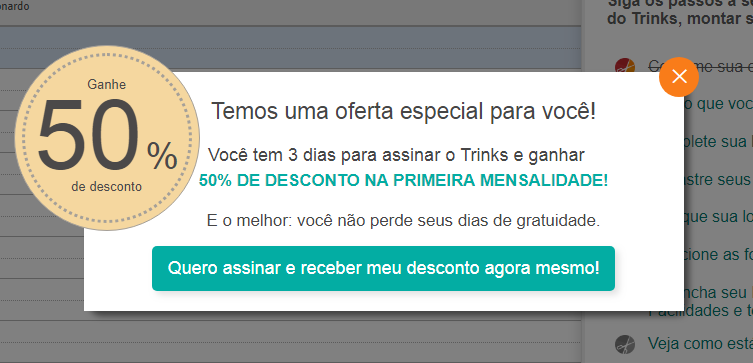 Siga os passos a
do Trinks, montar s
Ganhe
50%
de desconto
Temos uma oferta especial para você!
Você tem 3 dias para assinar o Trinks e ganhar
50% DE DESCONTO NA PRIMEIRA MENSALIDADE!
E o melhor: você não perde seus dias de gratuidade.
Quero assinar e receber meu desconto agora mesmo!
sua
o que voc
plete sua
stre seus
que sua lo
cione as fo
ncha seu
Facilidades e t
Veja como esta